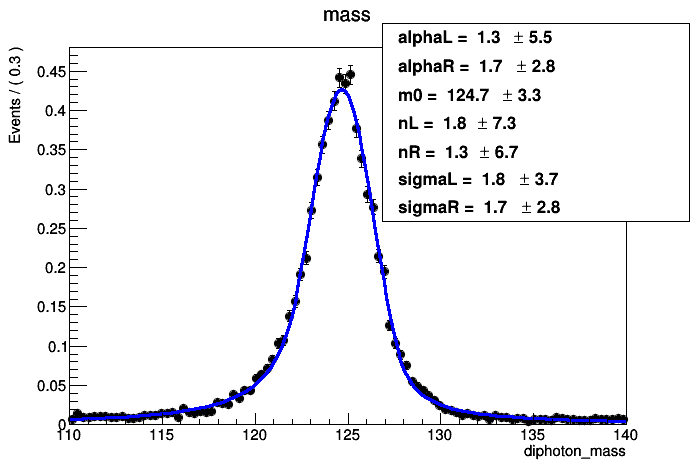 mass
alphaL = 1.3 ± 5.5
alphaR = 1.7 ± 2.8
m0 = 124.7 ± 3.3
nL = 1.8 ± 7.3
nR = 1.3 ± 6.7
sigmaL = 1.8 ± 3.7
sigmaR = 1.7 ± 2.8
Events / ( 0.3 )
0.45
0.4
0.35
0.3
0.25
0.2
0.15
0.1
0.05
0
110 115 120 125 130 135 140
diphoton_mass